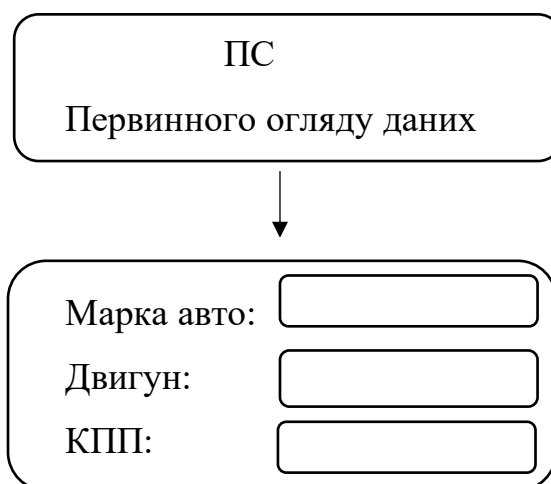 ПС
Первинного огляду даних
Марка авто:
Двигун:
КПП: